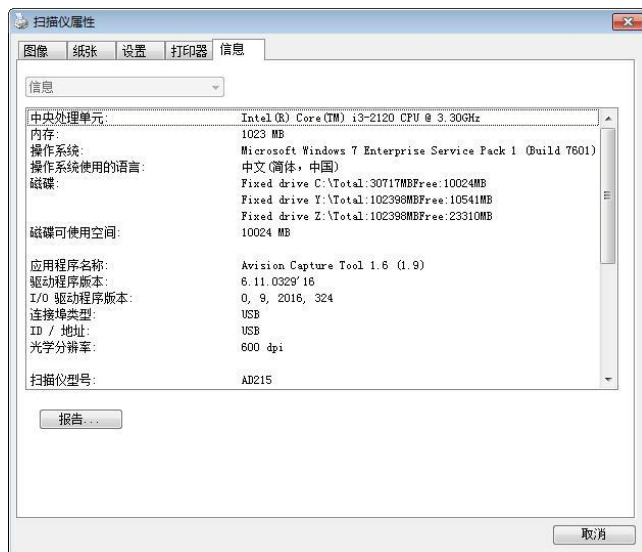 扫描仪属性
图像 纸张 设置 打印器 信息
信息
中央处理单元: Intel(R) Core(TM) i3-2120 CPU @ 3.30GHz
内存: 1023 MB
操作系统: Microsoft Windows 7 Enterprise Service Pack 1 (Build 7601)
操作系统使用的语言: 中文(简体，中国)
磁碟: Fixed drive C:\Total:30717MBFree:10024MB
Fixed drive Y:\Total:102398MBFree:10541MB
Fixed drive Z:\Total:102398MBFree:23310MB
磁碟可使用空间: 10024 MB
应用程序名称: Avision Capture Tool 1.6 (1.9)
驱动程序版本: 6.11.0329'16
I/O 驱动程序版本: 0, 9, 2016, 324
连接埠类型: USB
ID / 地址: USB
光学分辨率: 600 dpi
扫描仪型号: AD215
报告...
取消